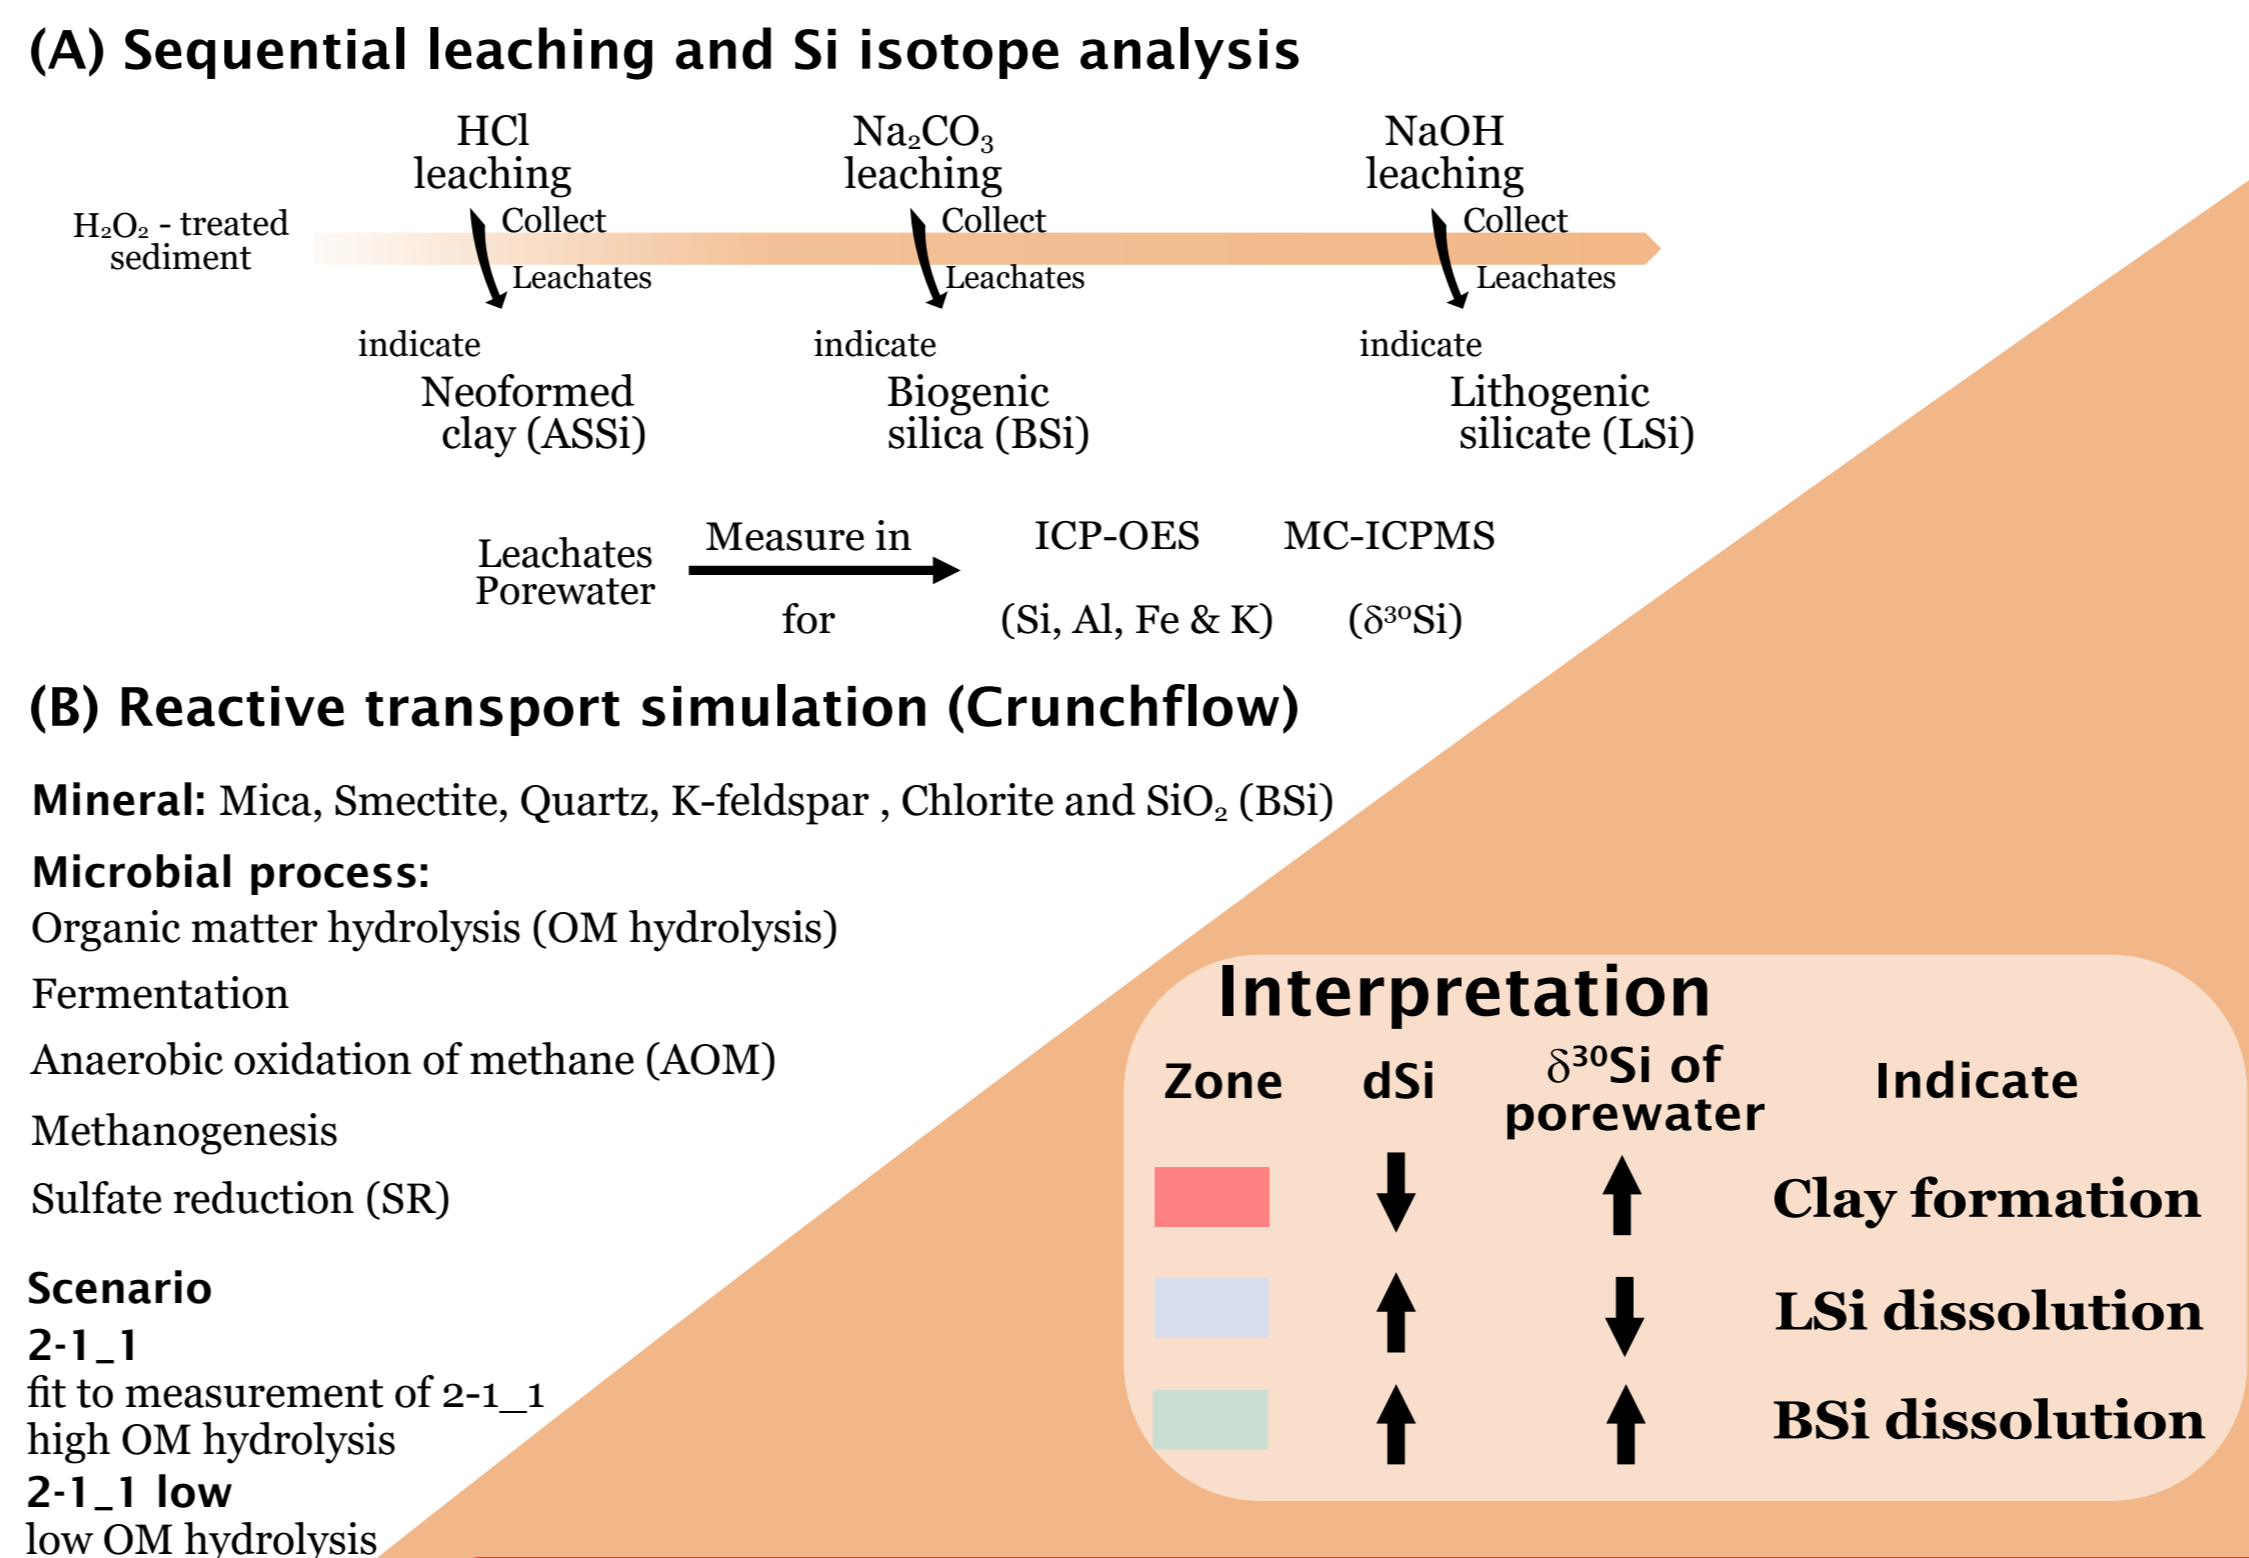 (A) Sequential leaching and Si isotope analysis
HCl
leaching
Na₂CO₃
leaching
NaOH
leaching
H₂O₂ - treated
sediment
Collect
Leachates
Collect
Leachates
Collect
Leachates
indicate
Neoformed
clay (ASSi)
indicate
Biogenic
silica (BSi)
indicate
Lithogenic
silicate (LSi)
Leachates
Porewater
Measure in
for
ICP-OES
(Si, Al, Fe & K)
MC-ICPMS
(δ³⁰Si)
(B) Reactive transport simulation (Crunchflow)
Mineral: Mica, Smectite, Quartz, K-feldspar , Chlorite and SiO₂ (BSi)
Microbial process:
Organic matter hydrolysis (OM hydrolysis)
Fermentation
Anaerobic oxidation of methane (AOM)
Methanogenesis
Sulfate reduction (SR)
Scenario
2-1_1
fit to measurement of 2-1_1
high OM hydrolysis
2-1_1 low
low OM hydrolysis
Interpretation
Zone dSi δ³⁰Si of
porewater Indicate
Clay formation
LSi dissolution
BSi dissolution